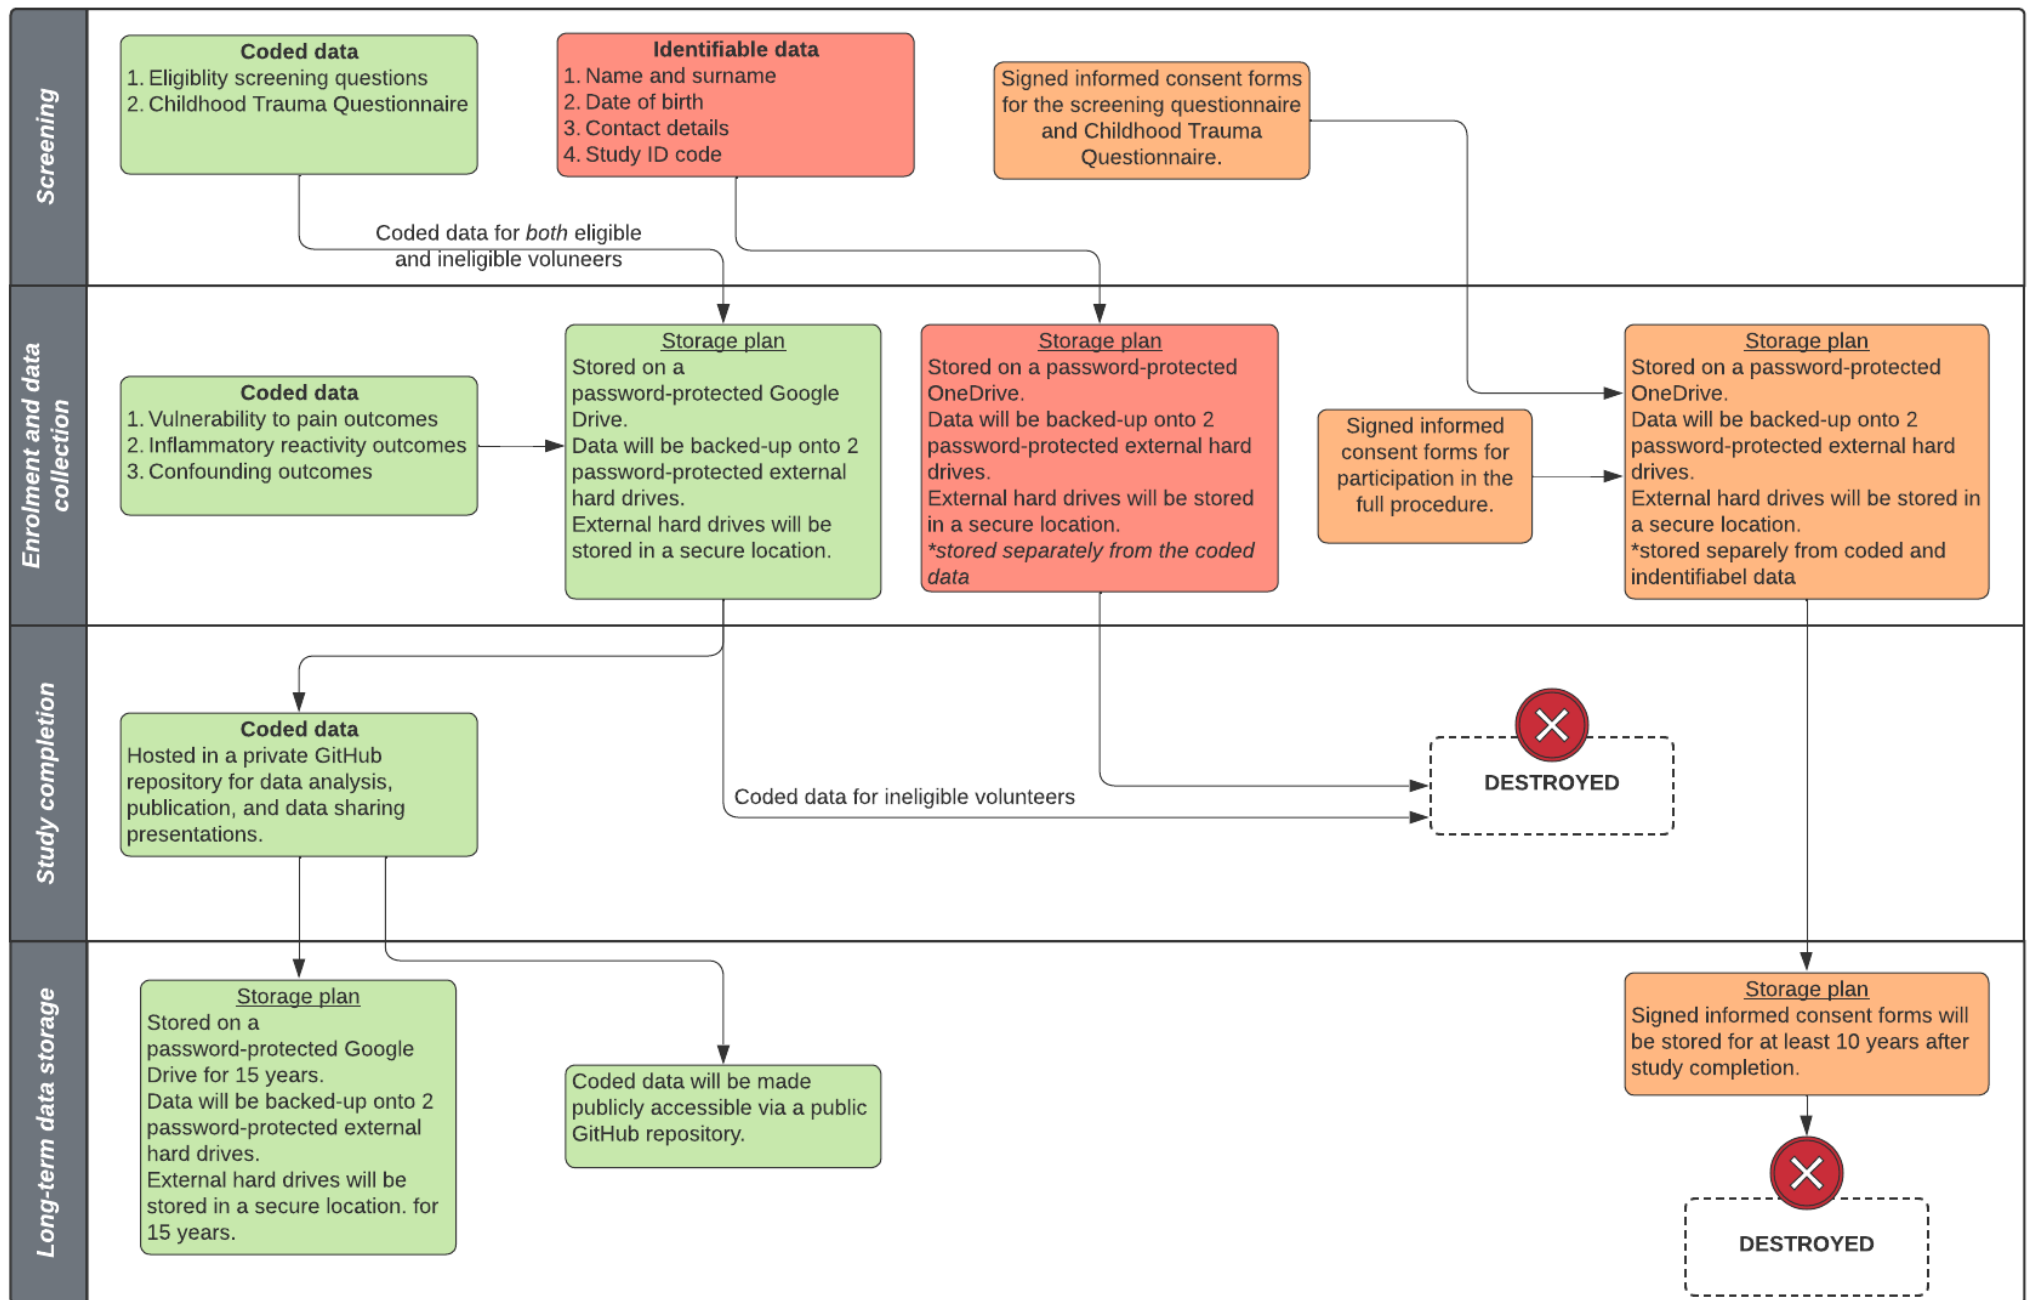 Screening
Coded data
1. Eligiblity screening questions
2. Childhood Trauma Questionnaire
Identifiable data
1. Name and surname
2. Date of birth
3. Contact details
4. Study ID code
Signed informed consent forms
for the screening questionnaire
and Childhood Trauma
Questionnaire.
Coded data for both eligible
and ineligible voluneers
Enrolment and data
collection
Coded data
1. Vulnerability to pain outcomes
2. Inflammatory reactivity outcomes
3. Confounding outcomes
Storage plan
Stored on a
password-protected Google
Drive.
Data will be backed-up onto 2
password-protected external
hard drives.
External hard drives will be
stored in a secure location.
Storage plan
Stored on a password-protected
OneDrive.
Data will be backed-up onto 2
password-protected external hard
drives.
External hard drives will be stored
in a secure location.
*stored separately from the coded
data
Signed informed
consent forms for
participation in the
full procedure.
Storage plan
Stored on a password-protected
OneDrive.
Data will be backed-up onto 2
password-protected external hard
drives.
External hard drives will be stored in
a secure location.
*stored separely from coded and
indentifiabel data
Study completion
Coded data
Hosted in a private GitHub
repository for data analysis,
publication, and data sharing
presentations.
Coded data for ineligible volunteers
DESTROYED
Long-term data storage
Storage plan
Stored on a
password-protected Google
Drive for 15 years.
Data will be backed-up onto 2
password-protected external
hard drives.
External hard drives will be
stored in a secure location. for
15 years.
Coded data will be made
publicly accessible via a public
GitHub repository.
Storage plan
Signed informed consent forms will
be stored for at least 10 years after
study completion.
DESTROYED